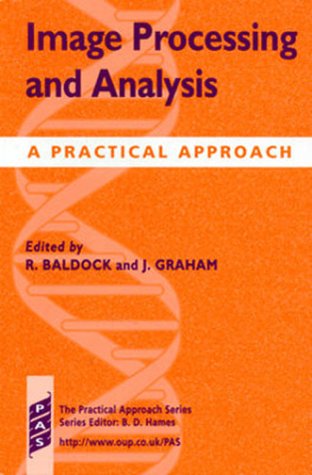 Image Processing
and Analysis
A PRACTICAL APPROACH
Edited by
R. BALDOCK and J. GRAHAM
PAS
The Practical Approach Series
Series Editor: B. D. Hames
http://www.oup.co.uk/PAS